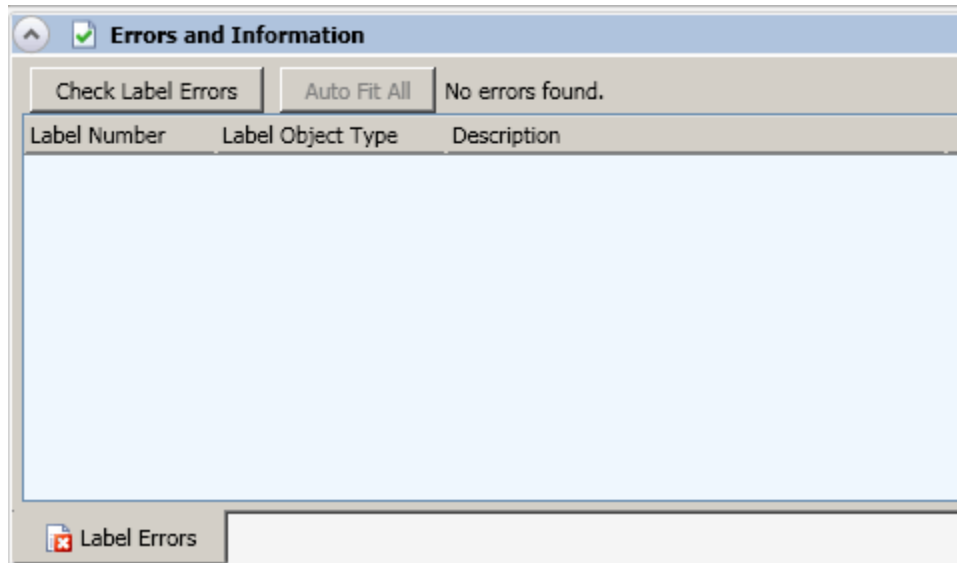 Errors and Information
Check Label Errors Auto Fit All No errors found.
Label Number Label Object Type Description
Label Errors